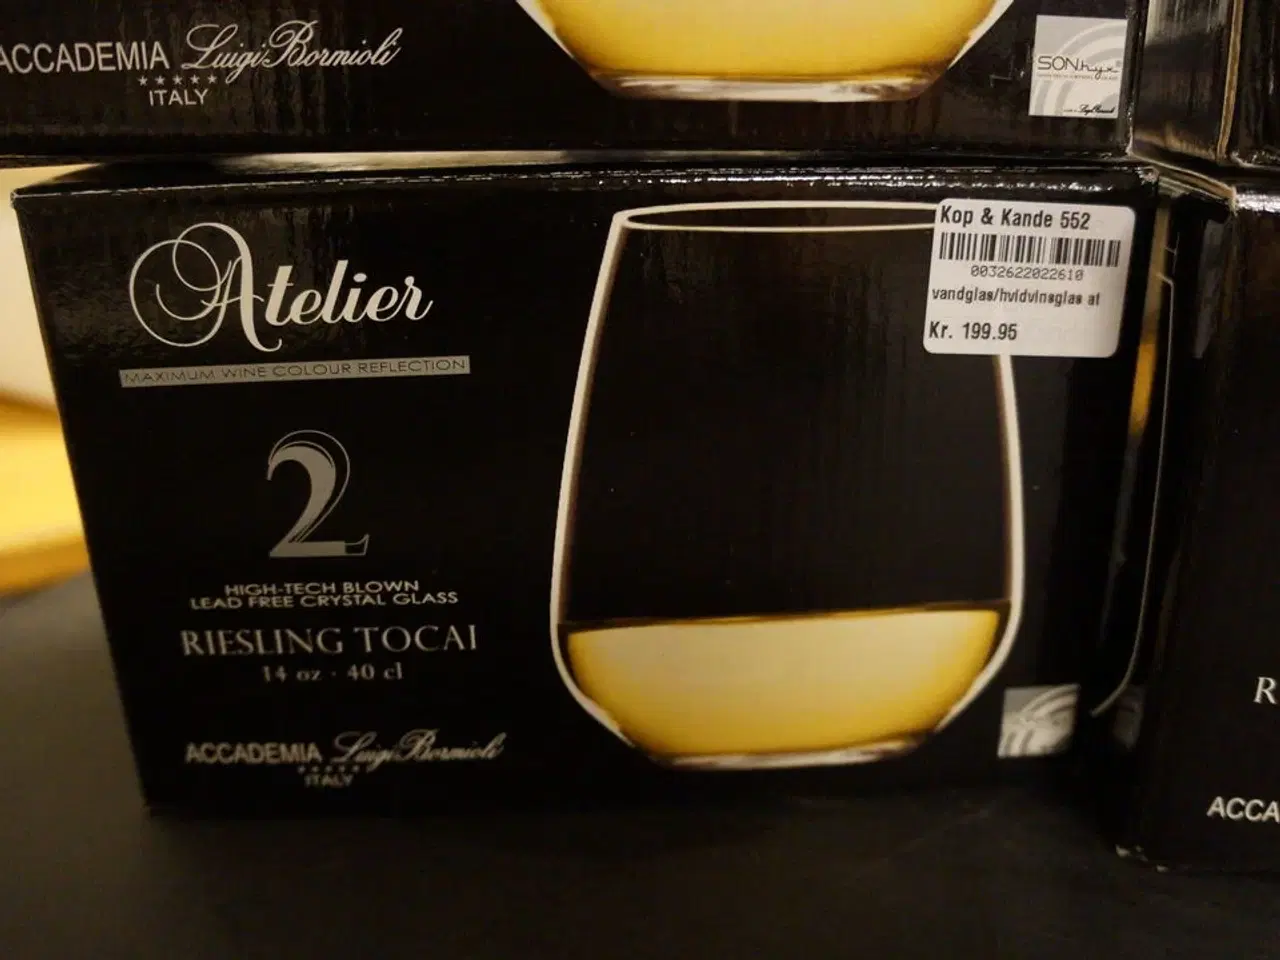 ACCADEMIA Luigi Bormioli
ITALY
SONhyx®
Atelier
MAXIMUM WINE COLOUR REFLECTION
2
HIGH-TECH BLOWN
LEAD FREE CRYSTAL GLASS
RIESLING TOCAI
14 oz · 40 cl
ACCADEMIA Luigi Bormioli
ITALY
Kop & Kande 552
0032622022610
vandglas/hvidvinsglas at
Kr. 199.95
R
ACCA